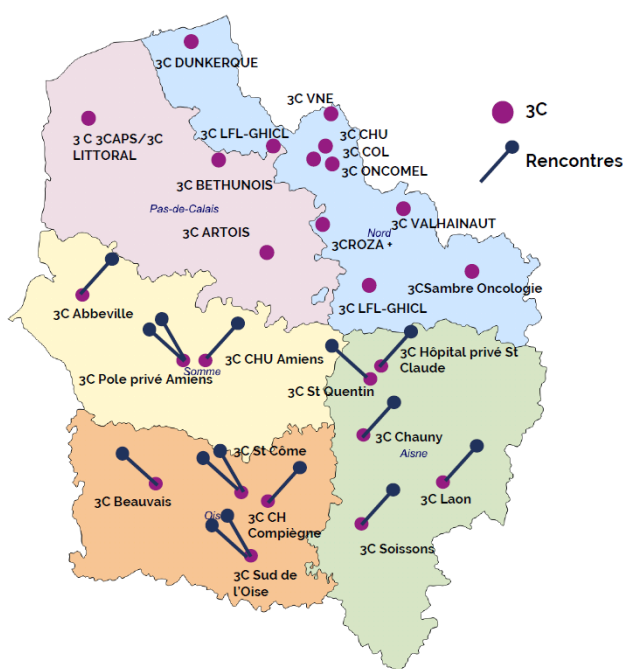 3C DUNKERQUE
3C VNE
3C
3 C 3CAPS/3C
LITTORAL
3C LFL-GHICL
3C CHU
3C COL
3C ONCOMEL
Rencontres
3C BETHUNOIS
Pas-de-Calais
3C VALHAINAUT
3C ARTOIS
Nord
3CROZA +
3CSambre Oncologie
3C LFL-GHICL
3C Abbeville
3C CHU Amiens
3C Hôpital privé St
Claude
3C Pole privé Amiens
Somme
3C St Quentin
3C Chauny
Aisne
3C St Côme
3C Beauvais
3C Laon
Ois
3C CH
Compiègne
3C Soissons
3C Sud de
l'Oise